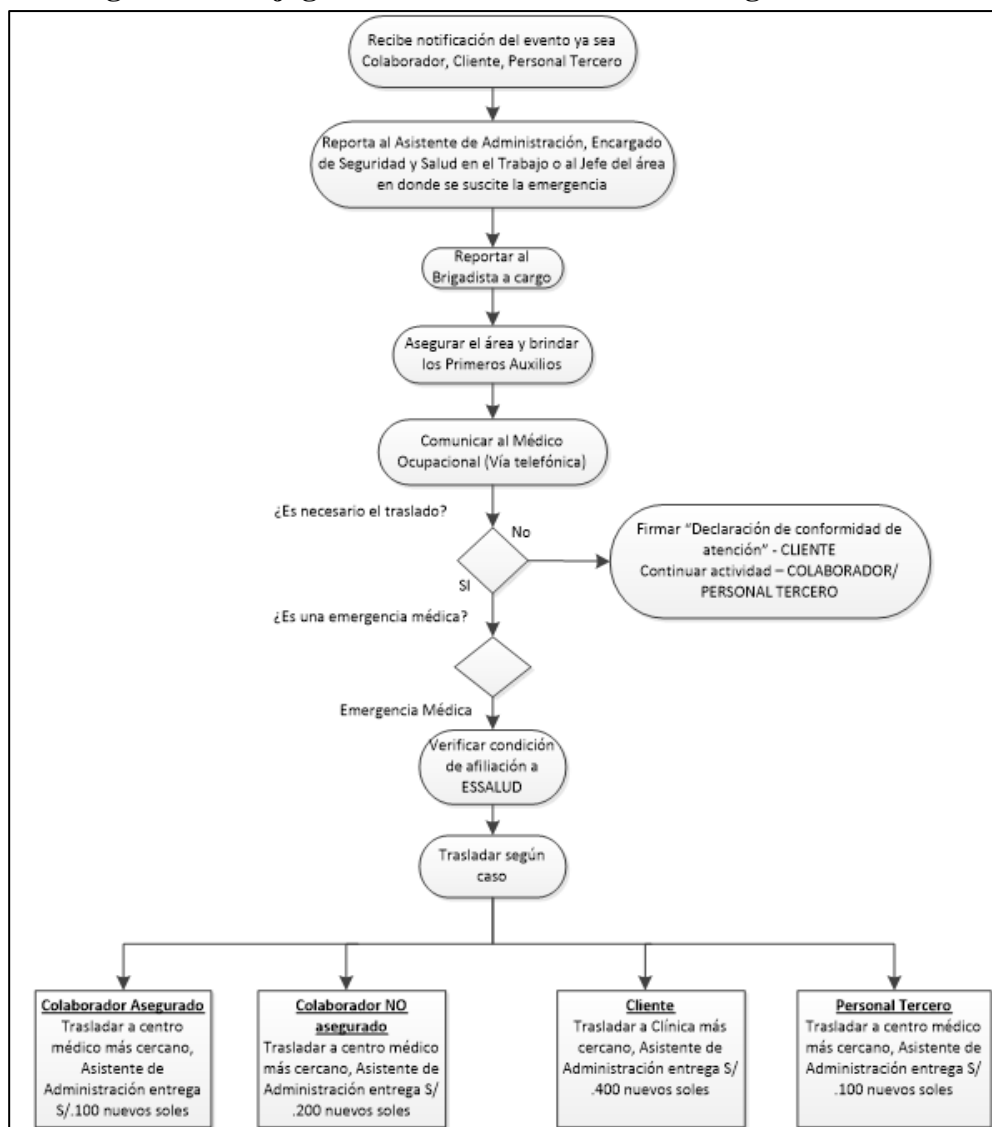 Recibe notificación del evento ya sea
Colaborador, Cliente, Personal Tercero
Reporta al Asistente de Administración, Encargado
de Seguridad y Salud en el Trabajo o al Jefe del área
en donde se suscite la emergencia
Reportar al
Brigadista a cargo
Asegurar el área y brindar
los Primeros Auxilios
Comunicar al Médico
Ocupacional (Vía telefónica)
¿Es necesario el traslado?
No
Firmar “Declaración de conformidad de
atención” - CLIENTE
Continuar actividad – COLABORADOR/
PERSONAL TERCERO
SI
¿Es una emergencia médica?
Emergencia Médica
Verificar condición
de afiliación a
ESSALUD
Trasladar según
caso
Colaborador Asegurado
Trasladar a centro
médico más cercano,
Asistente de
Administración entrega
S/.100 nuevos soles
Colaborador NO
asegurado
Trasladar a centro médico
más cercano, Asistente de
Administración entrega S/
.200 nuevos soles
Cliente
Trasladar a Clínica más
cercano, Asistente de
Administración entrega S/
.400 nuevos soles
Personal Tercero
Trasladar a centro médico
más cercano, Asistente de
Administración entrega S/
.100 nuevos soles